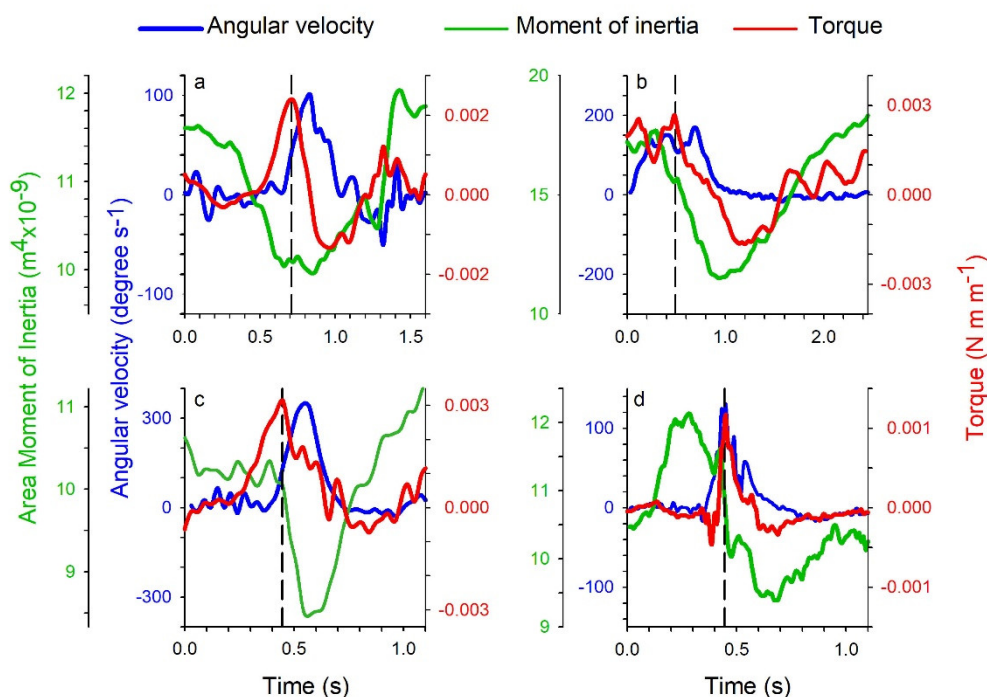 Angular velocity Moment of inertia Torque
Area Moment of Inertia (m⁴x10-9)
Angular velocity (degree s-1)
Torque (N m m-1)
a
12
11
10
100
0
-100
0.002
0.000
-0.002
0.0 0.5 1.0 1.5
b
20
15
10
200
0
-200
0.003
0.000
-0.003
0.0 1.0 2.0
c
11
10
9
300
0
-300
0.003
0.000
-0.003
0.0 0.5 1.0
Time (s)
d
12
11
10
9
100
0
-100
0.001
0.000
-0.001
0.0 0.5 1.0
Time (s)